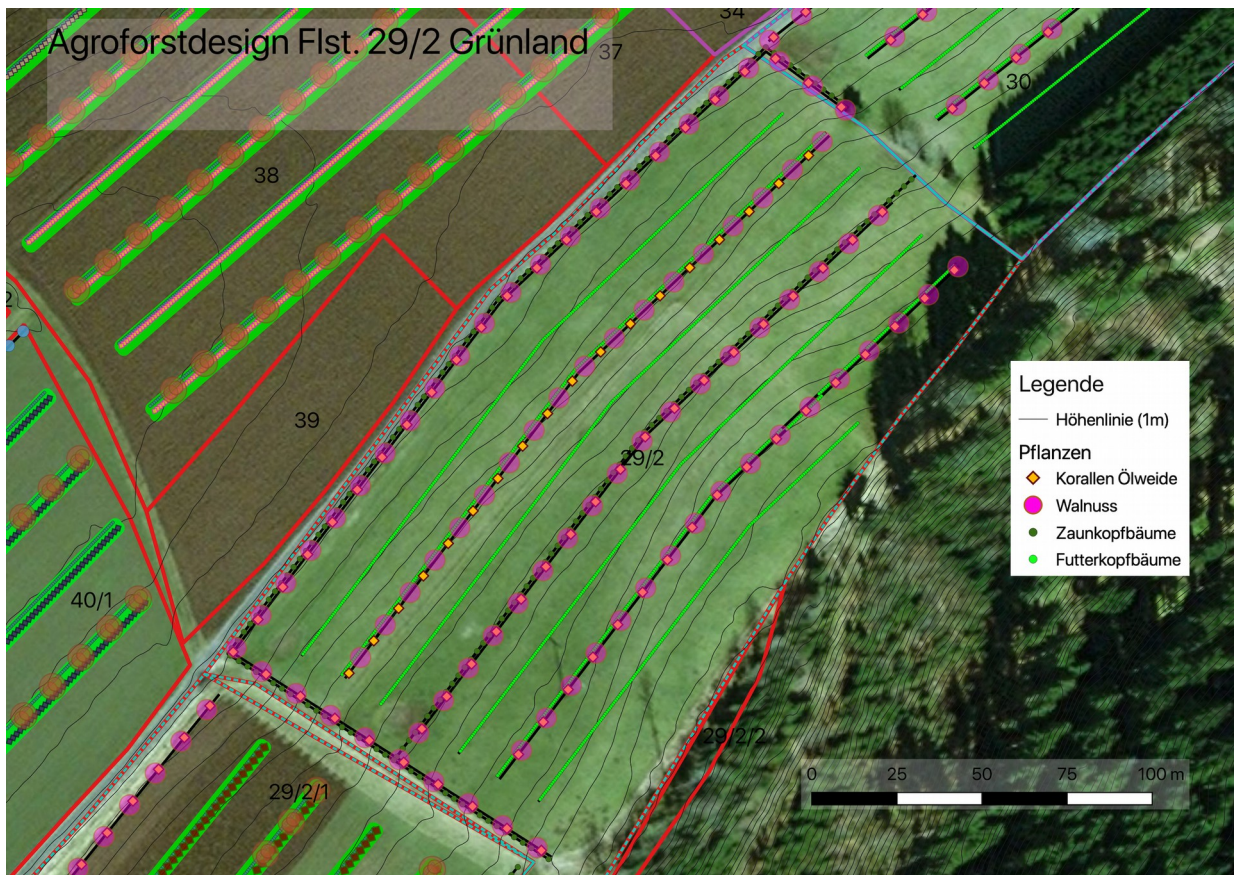 34
Agroforstdesign Flst. 29/2 Grünland
37
30
38
2
39
29/2
40/1
29/2/2
29/2/1
Legende
Höhenlinie (1m)
Pflanzen
Korallen Ölweide
Walnuss
Zaunkopfbäume
Futterkopfbäume
0 25 50 75 100 m